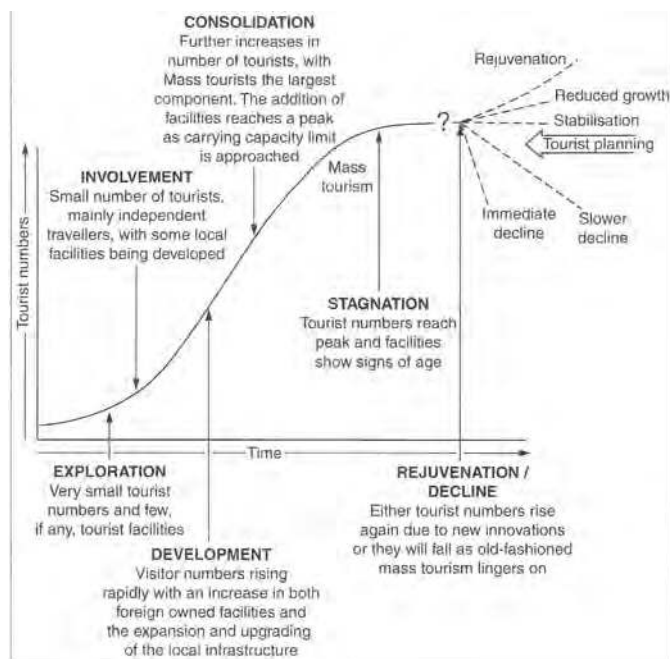 CONSOLIDATION
Further increases in
number of tourists, with
Mass tourists the largest
component. The addition of
facilities reaches a peak
as carrying capacity limit
is approached
INVOLVEMENT
Small number of tourists,
mainly independent
travellers, with some local
facilities being developed
Tourist numbers
Mass
tourism
?
Rejuvenation
Reduced growth
Stabilisation
Tourist planning
Immediate
decline
Slower
decline
STAGNATION
Tourist numbers reach
peak and facilities
show signs of age
Time
EXPLORATION
Very small tourist
numbers and few,
if any, tourist facilities
DEVELOPMENT
Visitor numbers rising
rapidly with an increase in both
foreign owned facilities and
the expansion and upgrading
of the local infrastructure
REJUVENATION /
DECLINE
Either tourist numbers rise
again due to new innovations
or they will fall as old-fashioned
mass tourism lingers on